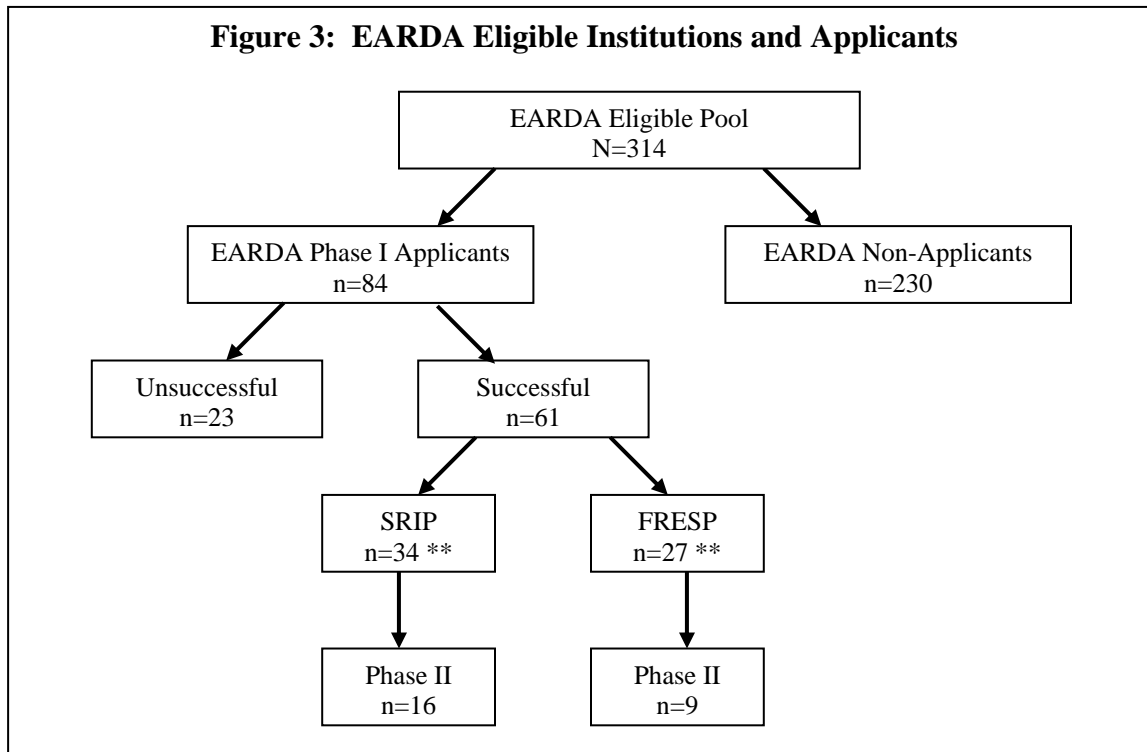 Figure 3: EARDA Eligible Institutions and Applicants
EARDA Eligible Pool
N=314
EARDA Phase I Applicants
n=84
EARDA Non-Applicants
n=230
Unsuccessful
n=23
Successful
n=61
SRIP
n=34 **
FRESP
n=27 **
Phase II
n=16
Phase II
n=9